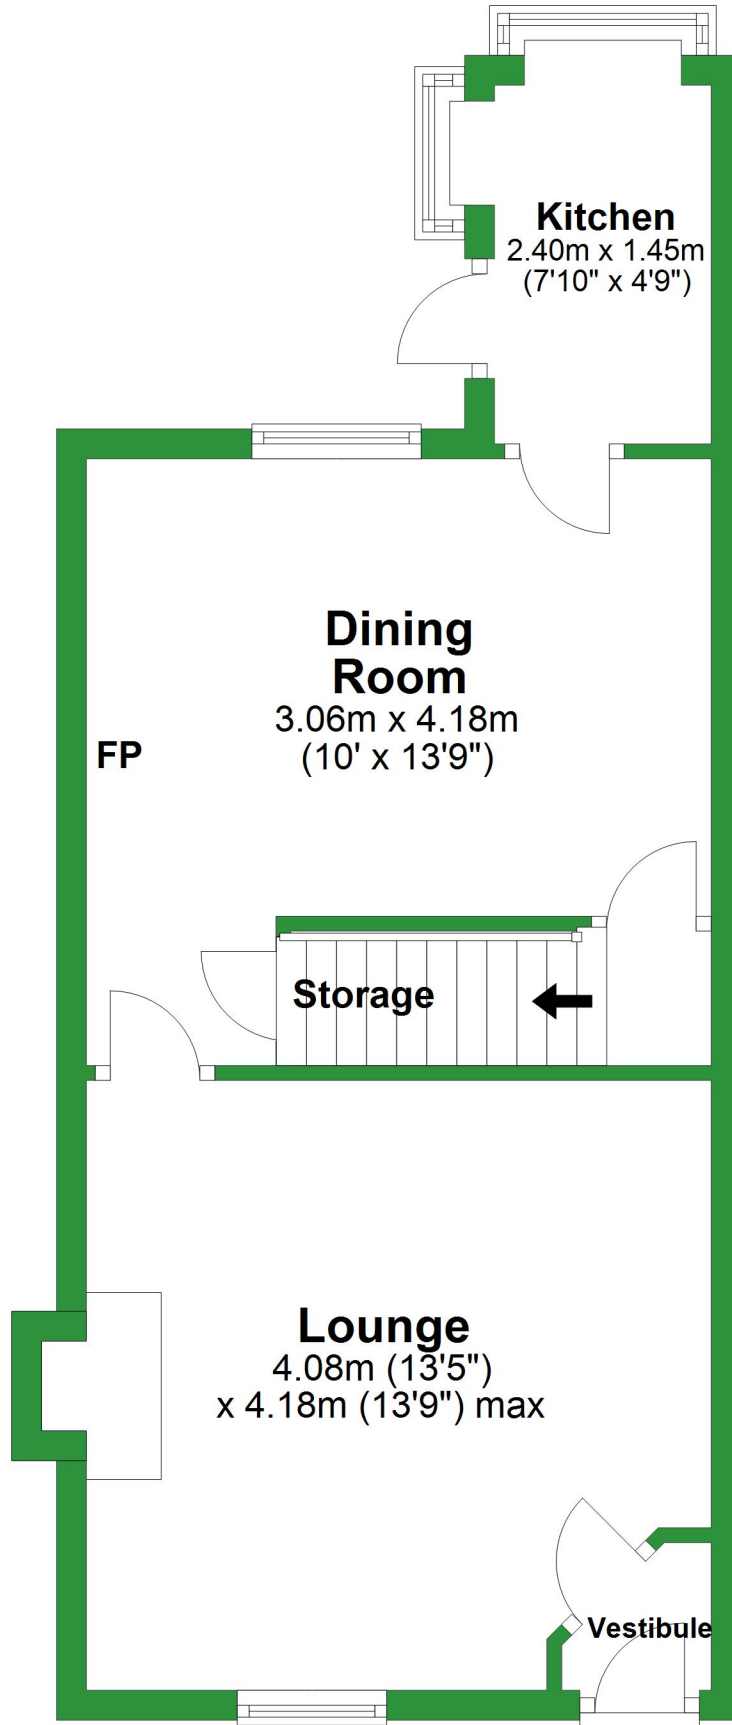 Kitchen
2.40m x 1.45m
(7'10" x 4'9")
Dining
Room
3.06m x 4.18m
(10' x 13'9")
FP
Storage
Lounge
4.08m (13'5")
x 4.18m (13'9") max
Vestibule